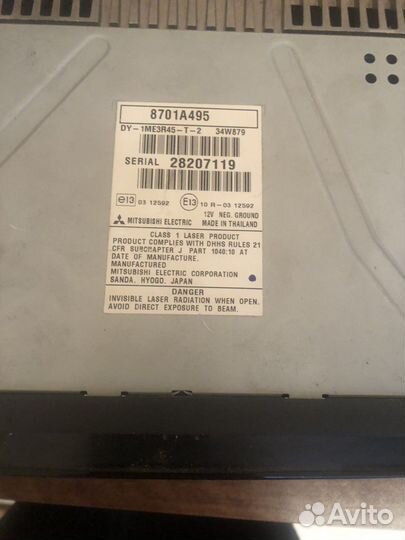 8701A495
DY-1ME3R45-T-2 34W879
SERIAL 28207119
e13 03 12592 E13 10 R-03 12592
12V NEG. GROUND
MITSUBISHI ELECTRIC MADE IN THAILAND
CLASS 1 LASER PRODUCT
PRODUCT COMPLIES WITH DHHS RULES 21
CFR SUBCHAPTER J PART 1040:10 AT
DATE OF MANUFACTURE.
MANUFACTURED
MITSUBISHI ELECTRIC CORPORATION
SANDA, HYOGO, JAPAN
DANGER
INVISIBLE LASER RADIATION WHEN OPEN.
AVOID DIRECT EXPOSURE TO BEAM.
Avito